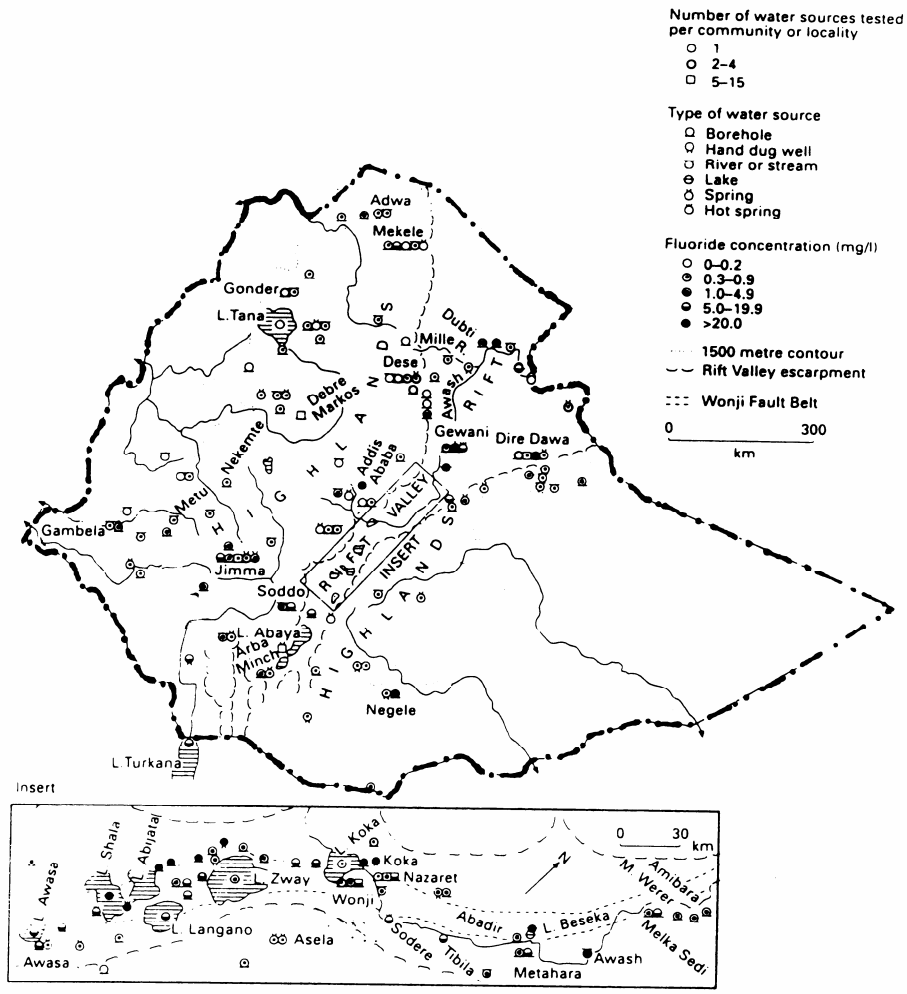 Number of water sources tested
per community or locality
1
2–4
5–15
Type of water source
Borehole
Hand dug well
River or stream
Lake
Spring
Hot spring
Fluoride concentration (mg/l)
0–0.2
0.3–0.9
1.0–4.9
5.0–19.9
>20.0
1500 metre contour
Rift Valley escarpment
Wonji Fault Belt
0 300
km
Adwa
Mekele
Gonder
L.Tana
Dubti
Mille R.
Dese
Awash
RIFT
Debre
Markos
HIGHLANDS
Nekemte
Addis
Ababa
Gewani
Dire Dawa
Metu
VALLEY
Gambela
RIFT
INSERT
Jimma
HIGHLANDS
Soddo
L. Abaya
Arba
Minch
Negele
L.Turkana
Insert
0 30
km
L. Shala
L. Abijata
L. Koka
Koka
N
L. Awasa
L. Zway
Nazaret
Amibara
M. Werer
Wonji
Abadir
L. Beseka
L. Langano
Asela
Sodere
Tibila
Melka Sedi
Awasa
Metahara
Awash